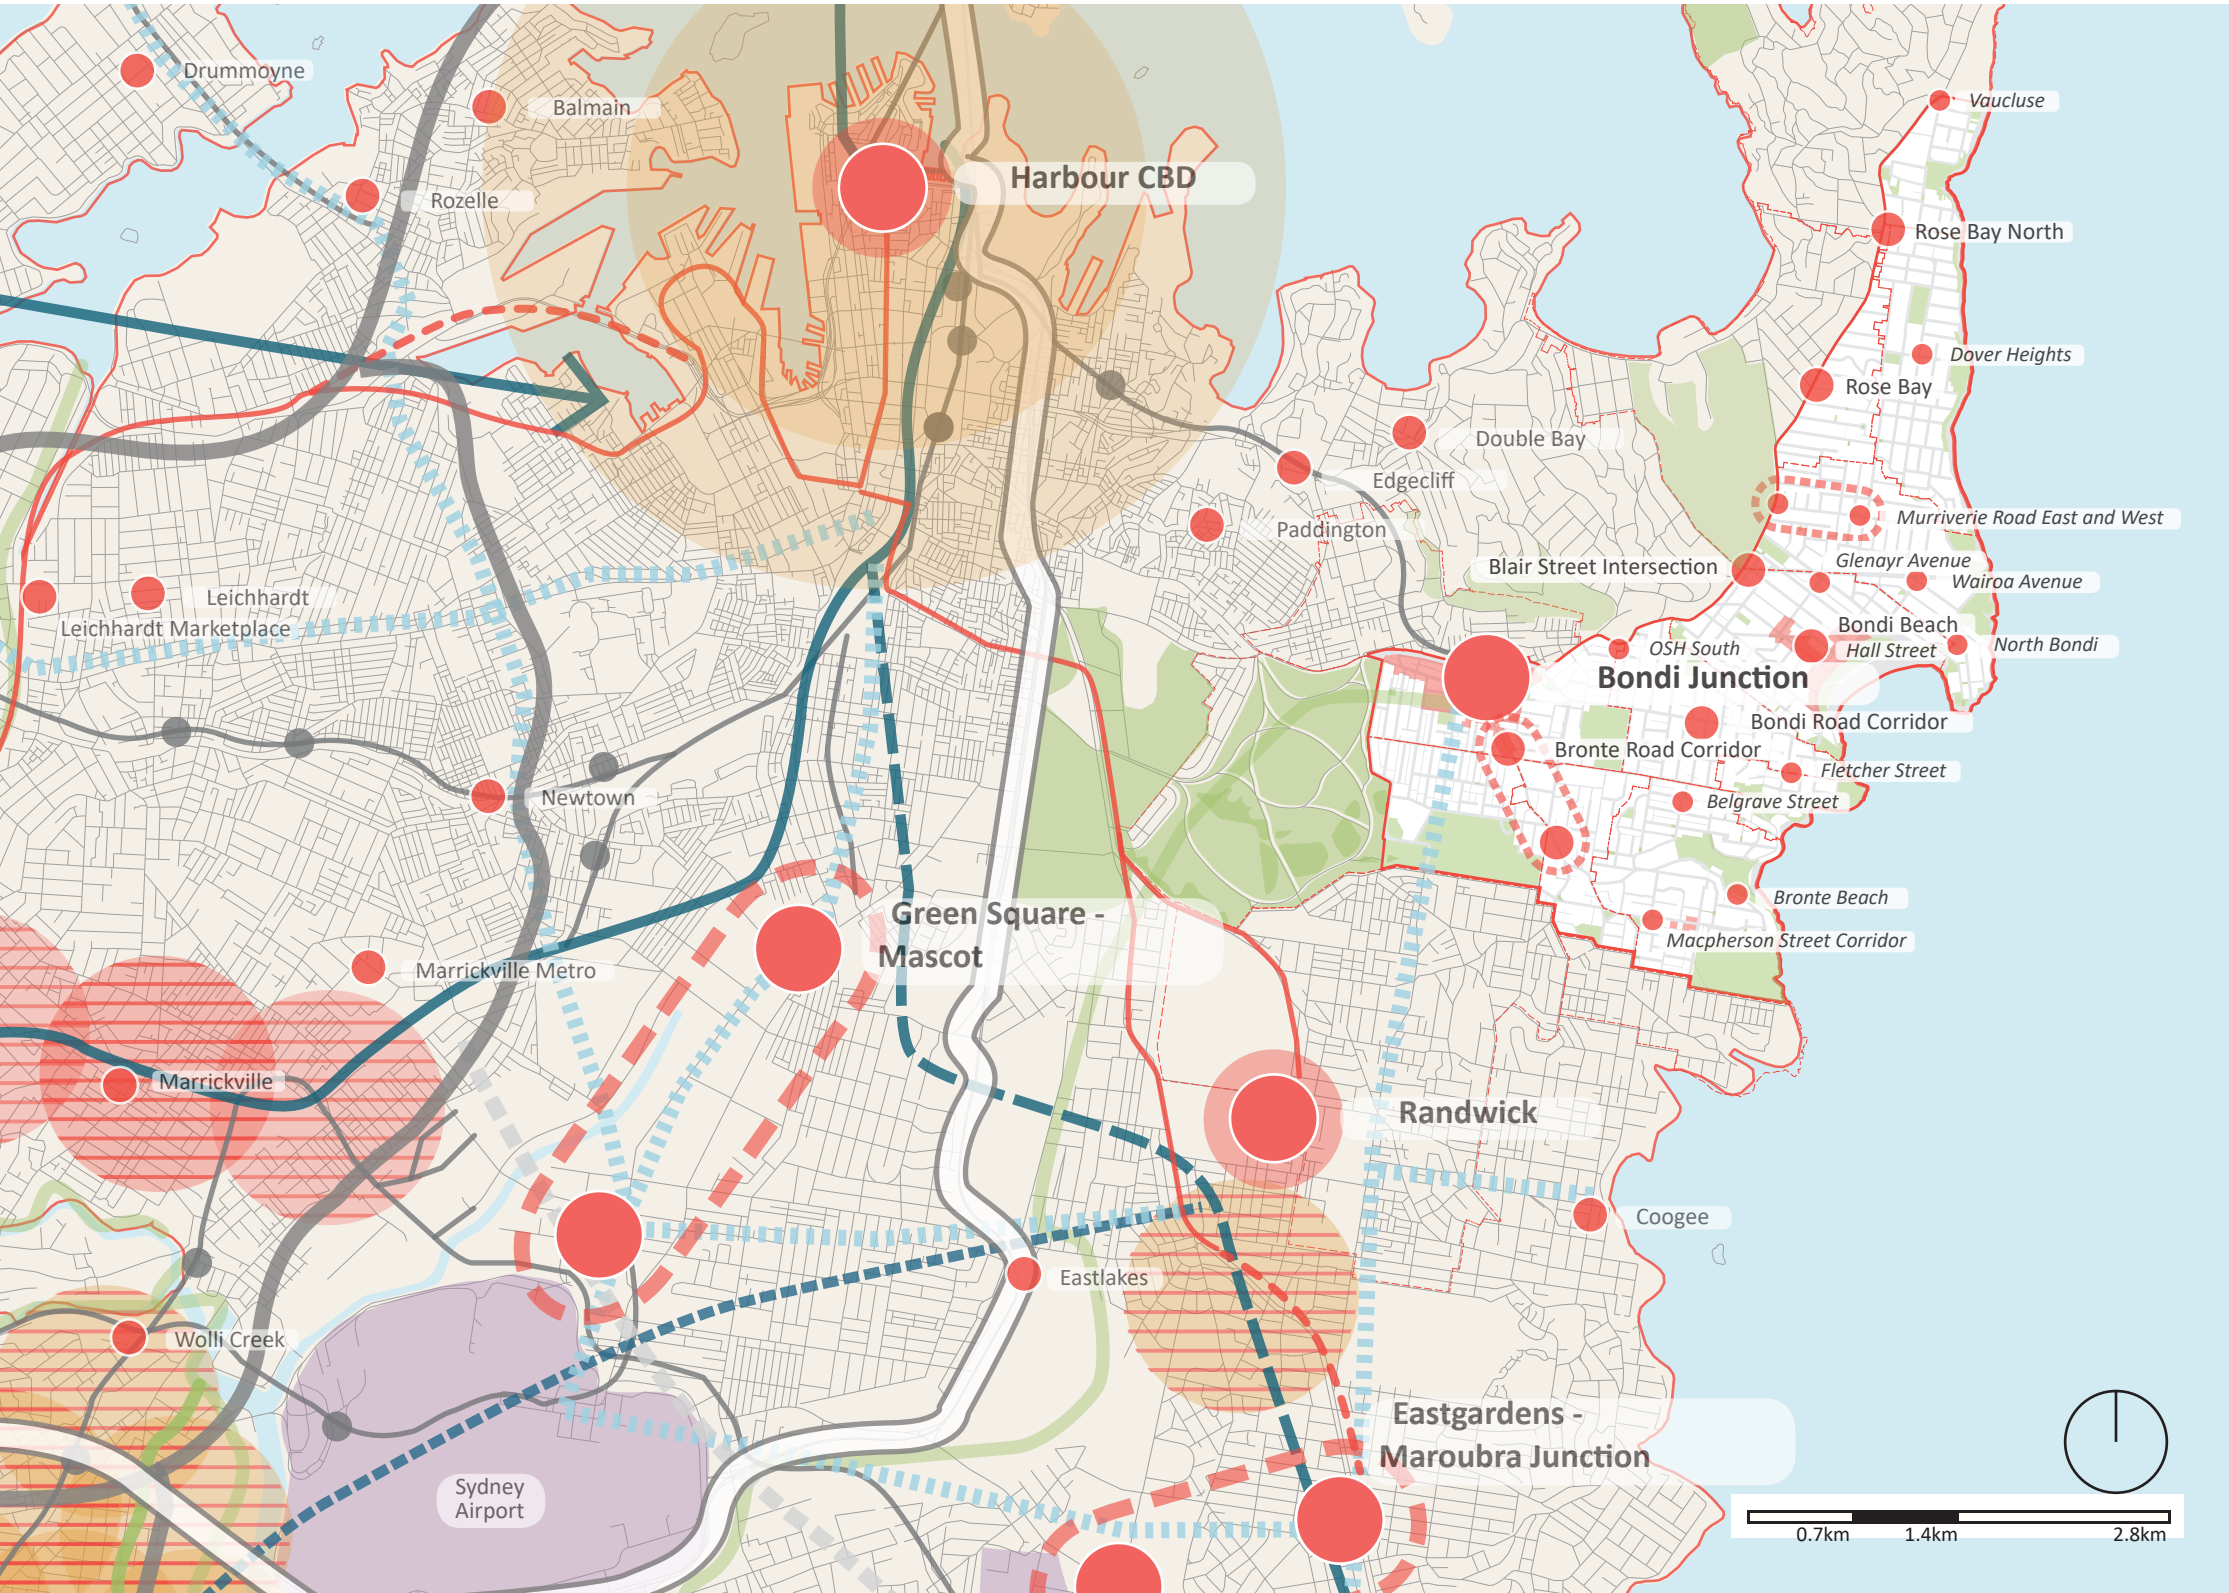 Drummoyne
Balmain
Vaucluse
Harbour CBD
Rozelle
Rose Bay North
Dover Heights
Rose Bay
Double Bay
Edgecliff
Murriverie Road East and West
Paddington
Glenayr Avenue
Blair Street Intersection
Wairoa Avenue
Leichhardt
Leichhardt Marketplace
Bondi Beach
Hall Street
OSH South
North Bondi
Bondi Junction
Bondi Road Corridor
Bronte Road Corridor
Fletcher Street
Newtown
Belgrave Street
Bronte Beach
Green Square -
Mascot
Macpherson Street Corridor
Marrickville Metro
Marrickville
Randwick
Coogee
Eastlakes
Wolli Creek
Eastgardens -
Maroubra Junction
Sydney
Airport
0.7km 1.4km 2.8km